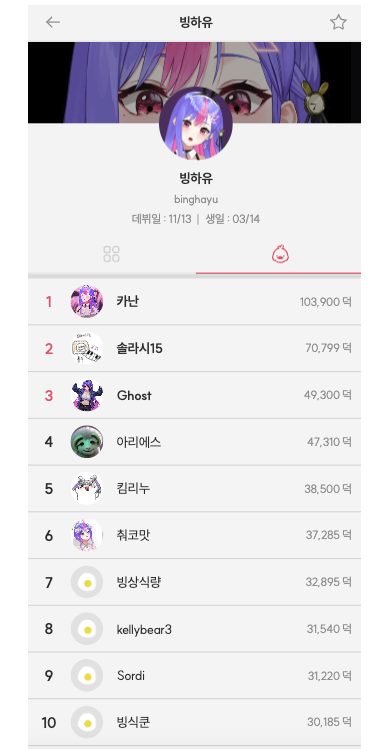 빙하유
빙하유
binghayu
데뷔일 : 11/13 | 생일 : 03/14
1 카난 103,900 덕
2 솔라시15 70,799 덕
3 Ghost 49,300 덕
4 아리에스 47,310 덕
5 킴리누 38,500 덕
6 춰코맛 37,285 덕
7 빙상식량 32,895 덕
8 kellybear3 31,540 덕
9 Sordi 31,220 덕
10 빙식쿤 30,185 덕